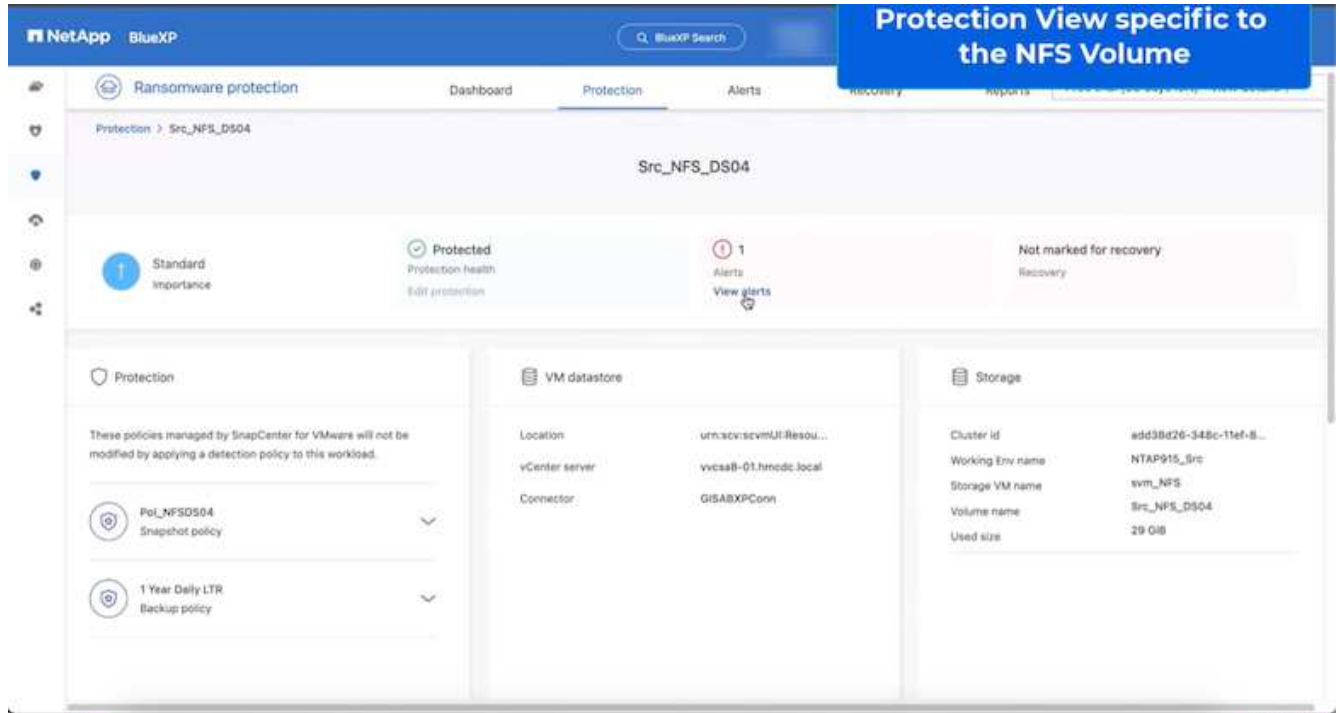 Protection View specific to
the NFS Volume
NetApp BlueXP
BlueXP Search
Ransomware protection
Dashboard
Protection
Alerts
Recovery
Reports
Protection > Src_NFS_DS04
Src_NFS_DS04
Standard
Importance
Protected
Protection health
Edit protection
1
Alerts
View alerts
Not marked for recovery
Recovery
Protection
These policies managed by SnapCenter for VMware will not be
modified by applying a detection policy to this workload.
Pol_NFSDS04
Snapshot policy
1 Year Daily LTR
Backup policy
VM datastore
Location urn:scv:scvmUI:Resou...
vCenter server vvcsa8-01.hmcdc.local
Connector GISABXPConn
Storage
Cluster id add38d26-348c-11ef-8...
Working Env name NTAP915_Src
Storage VM name svm_NFS
Volume name Src_NFS_DS04
Used size 29 GiB